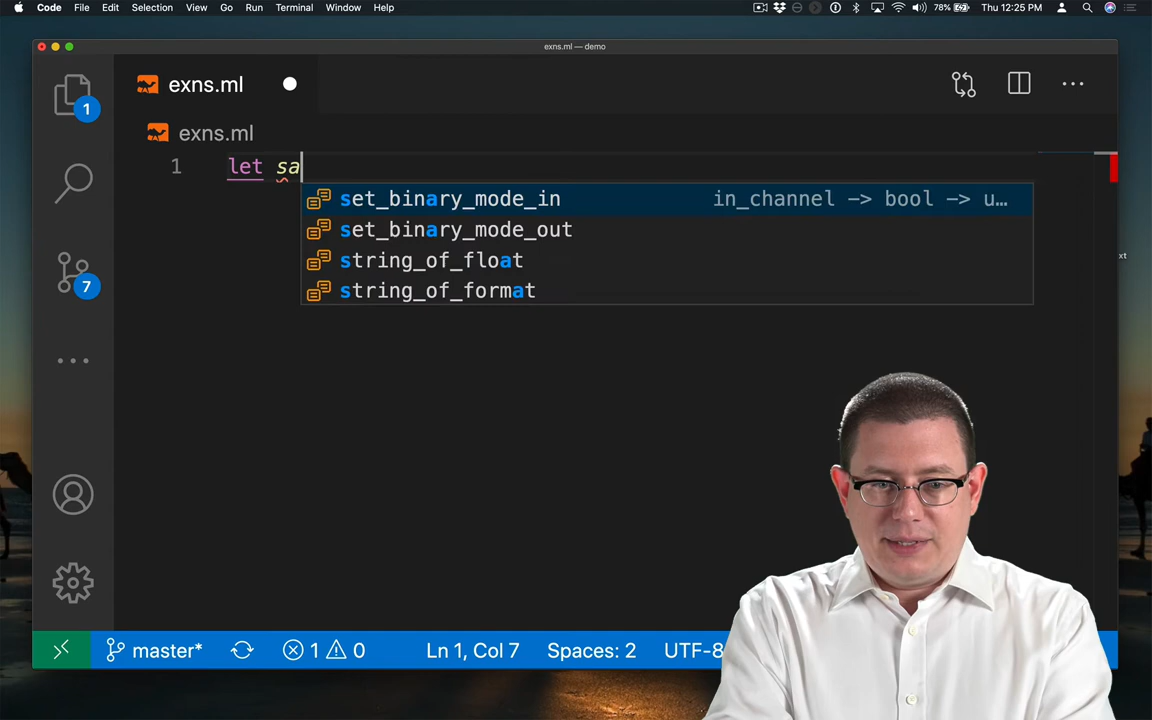 Code File Edit Selection View Go Run Terminal Window Help 78% Thu 12:25 PM
exns.ml — demo
exns.ml
exns.ml
1 let sa
set_binary_mode_in in_channel -> bool -> u…
set_binary_mode_out
string_of_float
string_of_format
xt
1
7
master* 1 0 Ln 1, Col 7 Spaces: 2 UTF-8